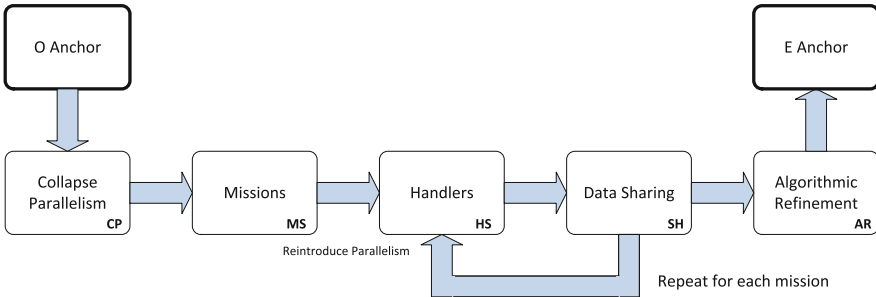 O Anchor
E Anchor
Collapse
Parallelism
CP
Missions
MS
Handlers
HS
Data Sharing
SH
Algorithmic
Refinement
AR
Reintroduce Parallelism
Repeat for each mission